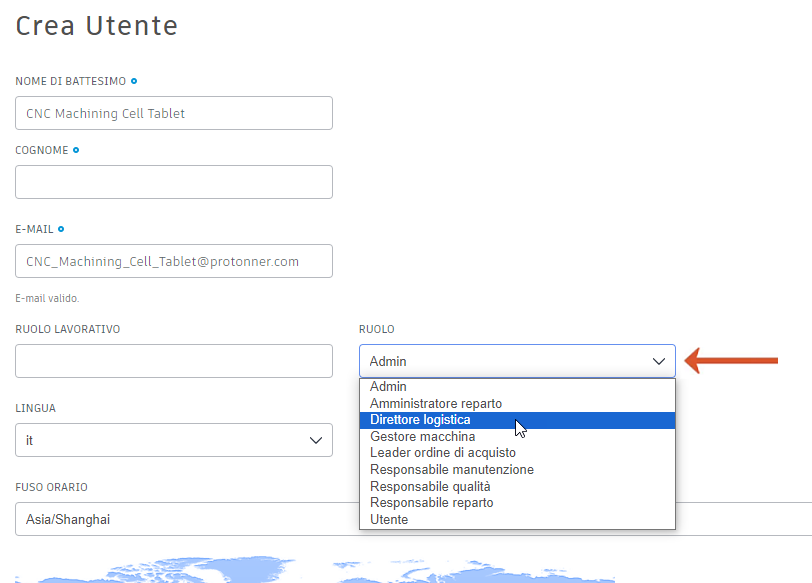 Crea Utente
NOME DI BATTESIMO
CNC Machining Cell Tablet
COGNOME
E-MAIL
CNC_Machining_Cell_Tablet@protonner.com
E-mail valido.
RUOLO LAVORATIVO
RUOLO
Admin
Admin
Amministratore reparto
Direttore logistica
Gestore macchina
Leader ordine di acquisto
Responsabile manutenzione
Responsabile qualità
Responsabile reparto
Utente
LINGUA
it
FUSO ORARIO
Asia/Shanghai